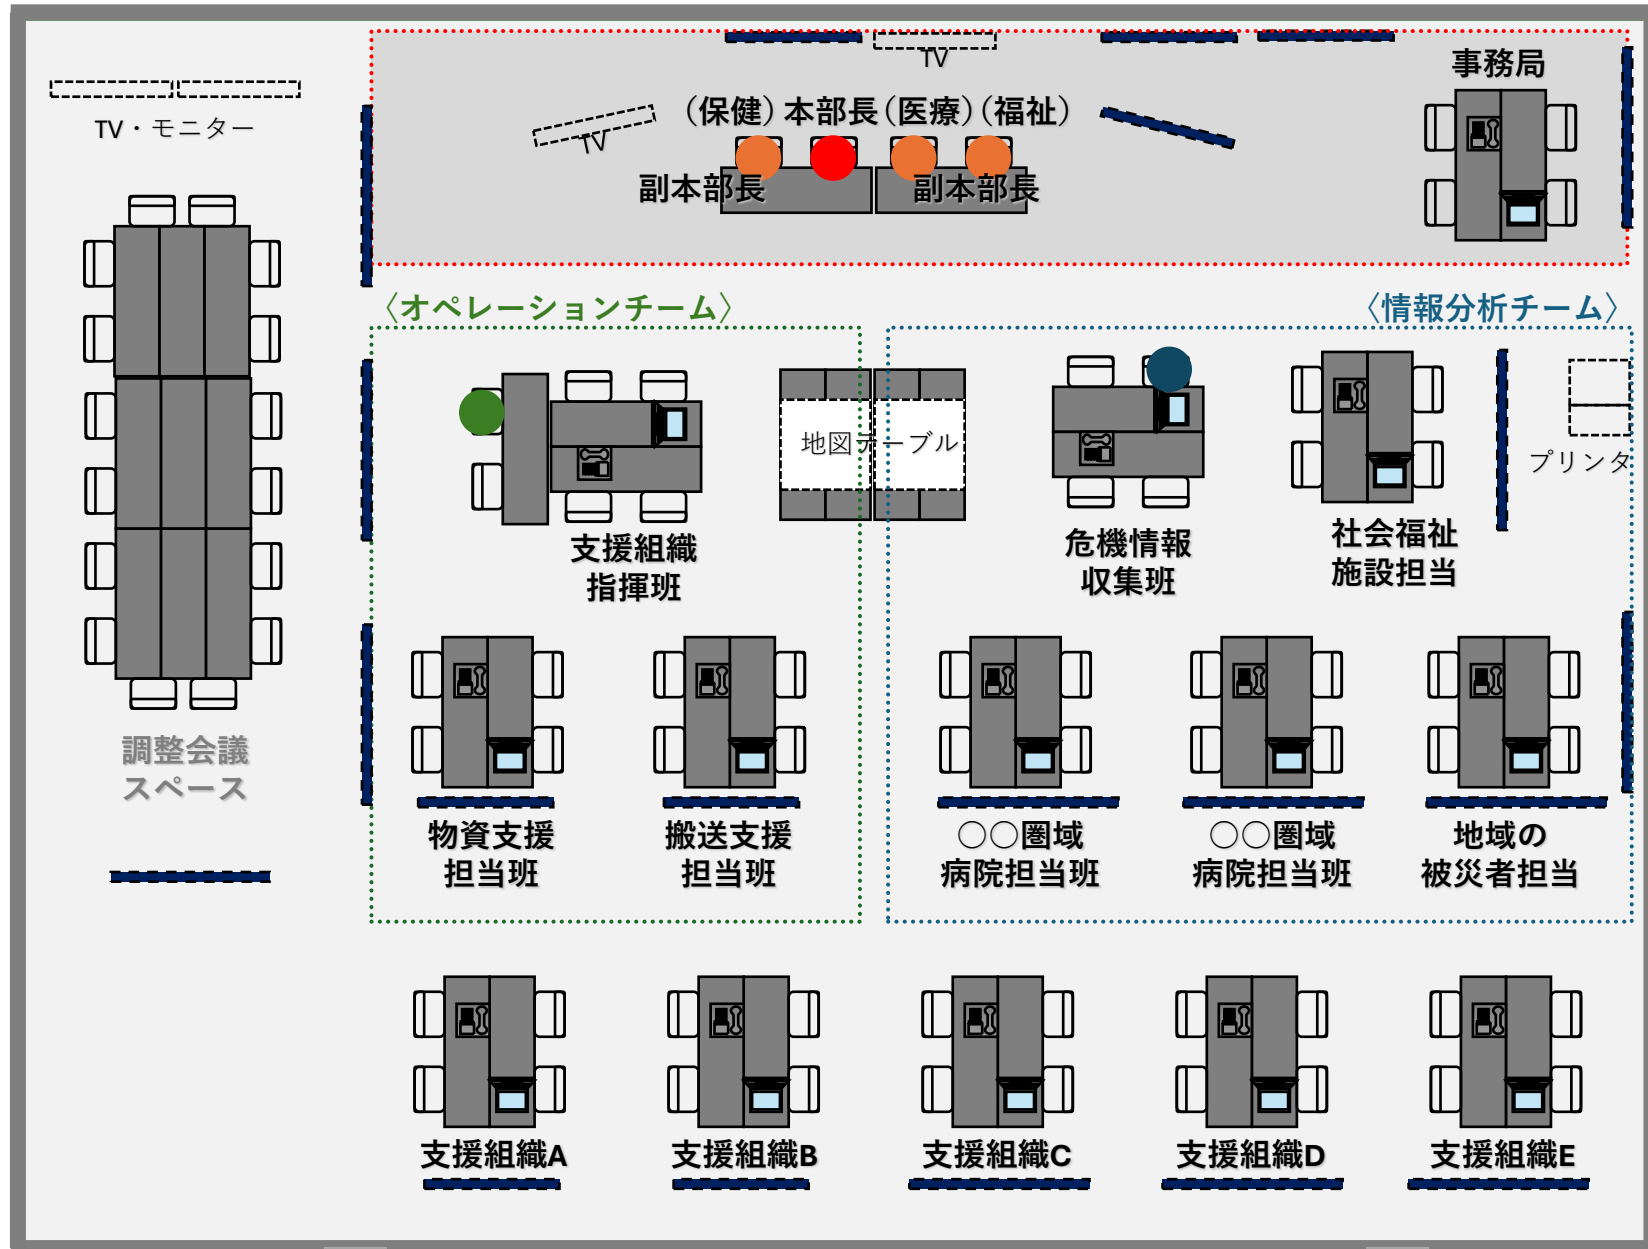 TV
事務局
TV・モニター
(保健) 本部長 (医療) (福祉)
TV
副本部長 副本部長
〈オペレーションチーム〉
〈情報分析チーム〉
地図テーブル
プリンタ
支援組織
指揮班
危機情報
収集班
社会福祉
施設担当
調整会議
スペース
物資支援
担当班
搬送支援
担当班
〇〇圏域
病院担当班
〇〇圏域
病院担当班
地域の
被災者担当
支援組織A
支援組織B
支援組織C
支援組織D
支援組織E